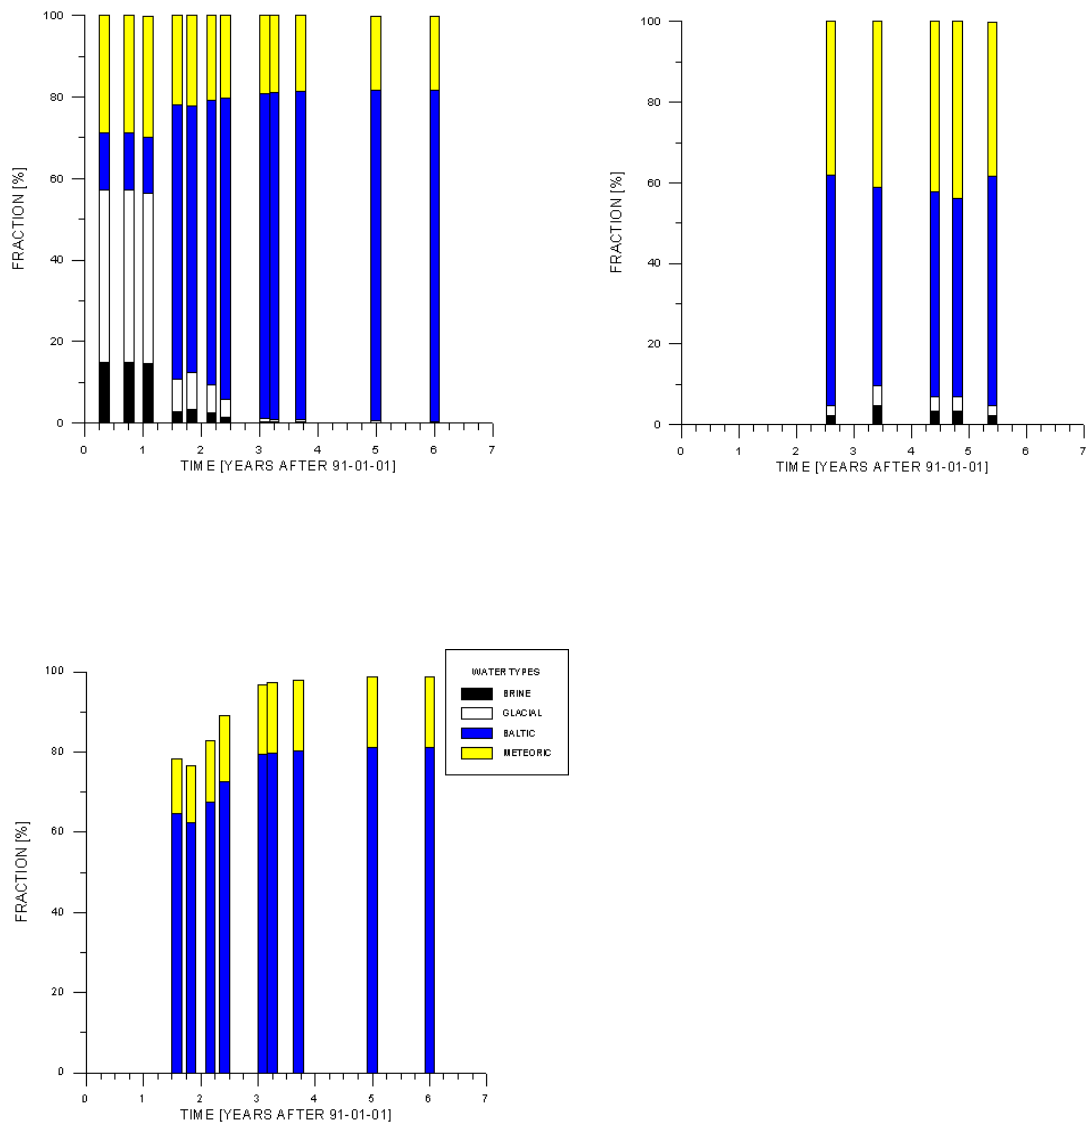 100
80
60
40
20
0
FRACTION [%]
0 1 2 3 4 5 6 7
TIME [YEARS AFTER 91-01-01]
100
80
60
40
20
0
FRACTION [%]
0 1 2 3 4 5 6 7
TIME [YEARS AFTER 91-01-01]
100
80
60
40
20
0
FRACTION [%]
0 1 2 3 4 5 6 7
TIME [YEARS AFTER 91-01-01]
WATER TYPES
BRINE
GLACIAL
BALTIC
METEORIC